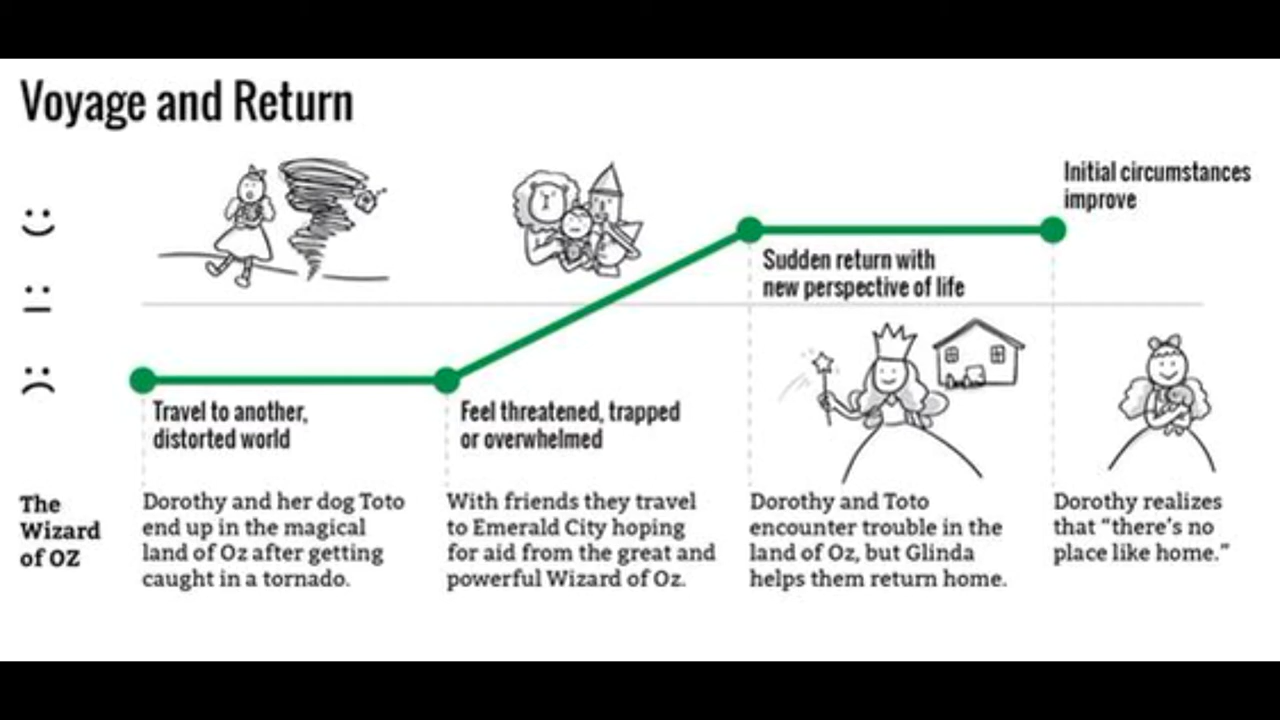 Voyage and Return
Initial circumstances
improve
Sudden return with
new perspective of life
Travel to another,
distorted world
Feel threatened, trapped
or overwhelmed
The
Wizard
of OZ
Dorothy and her dog Toto
end up in the magical
land of Oz after getting
caught in a tornado.
With friends they travel
to Emerald City hoping
for aid from the great and
powerful Wizard of Oz.
Dorothy and Toto
encounter trouble in the
land of Oz, but Glinda
helps them return home.
Dorothy realizes
that “there’s no
place like home.”